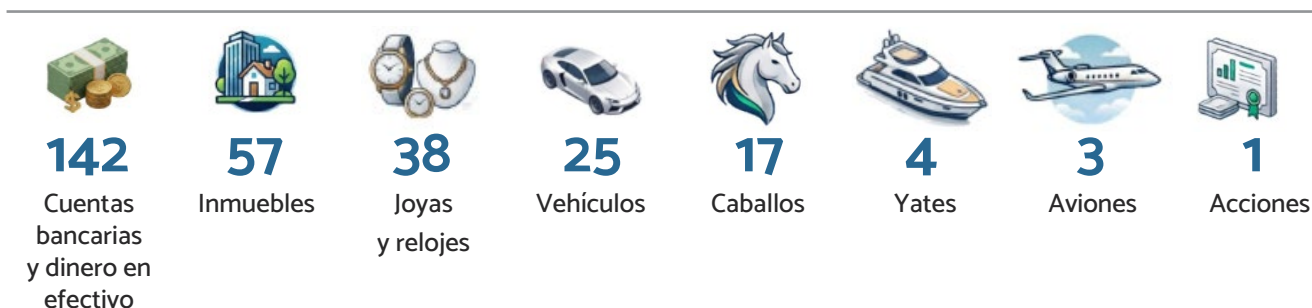 142
Cuentas
bancarias
y dinero en
efectivo
57
Inmuebles
38
Joyas
y relojes
25
Vehículos
17
Caballos
4
Yates
3
Aviones
1
Acciones